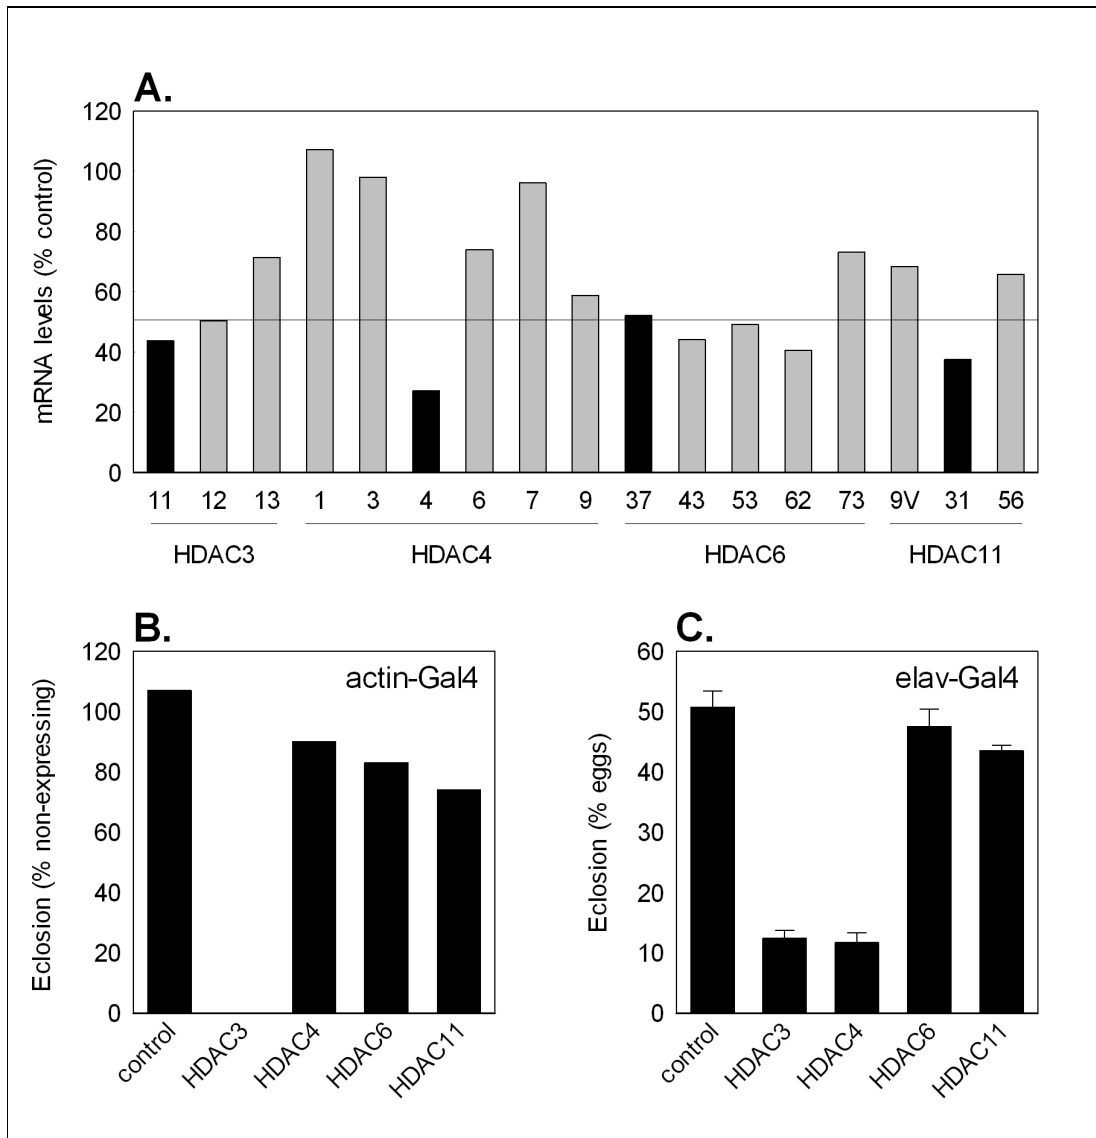 A.
mRNA levels (% control)
120
100
80
60
40
20
0
11 12 13 1 3 4 6 7 9 37 43 53 62 73 9V 31 56
HDAC3 HDAC4 HDAC6 HDAC11
B.
actin-Gal4
Eclosion (% non-expressing)
120
100
80
60
40
20
0
control HDAC3 HDAC4 HDAC6 HDAC11
C.
elav-Gal4
Eclosion (% eggs)
60
50
40
30
20
10
0
control HDAC3 HDAC4 HDAC6 HDAC11